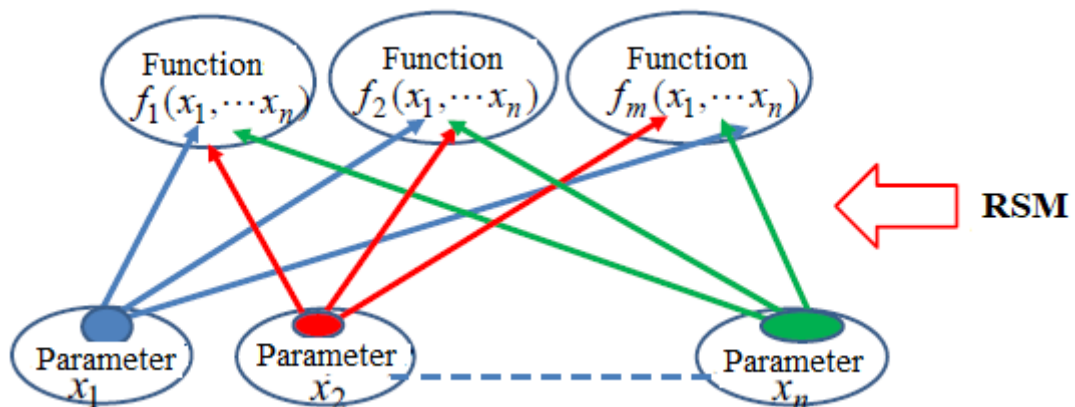 Function
f₁(x₁,⋯xₙ)
Function
f₂(x₁,⋯xₙ)
Function
fₘ(x₁,⋯xₙ)
RSM
Parameter
x₁
Parameter
x₂
Parameter
xₙ